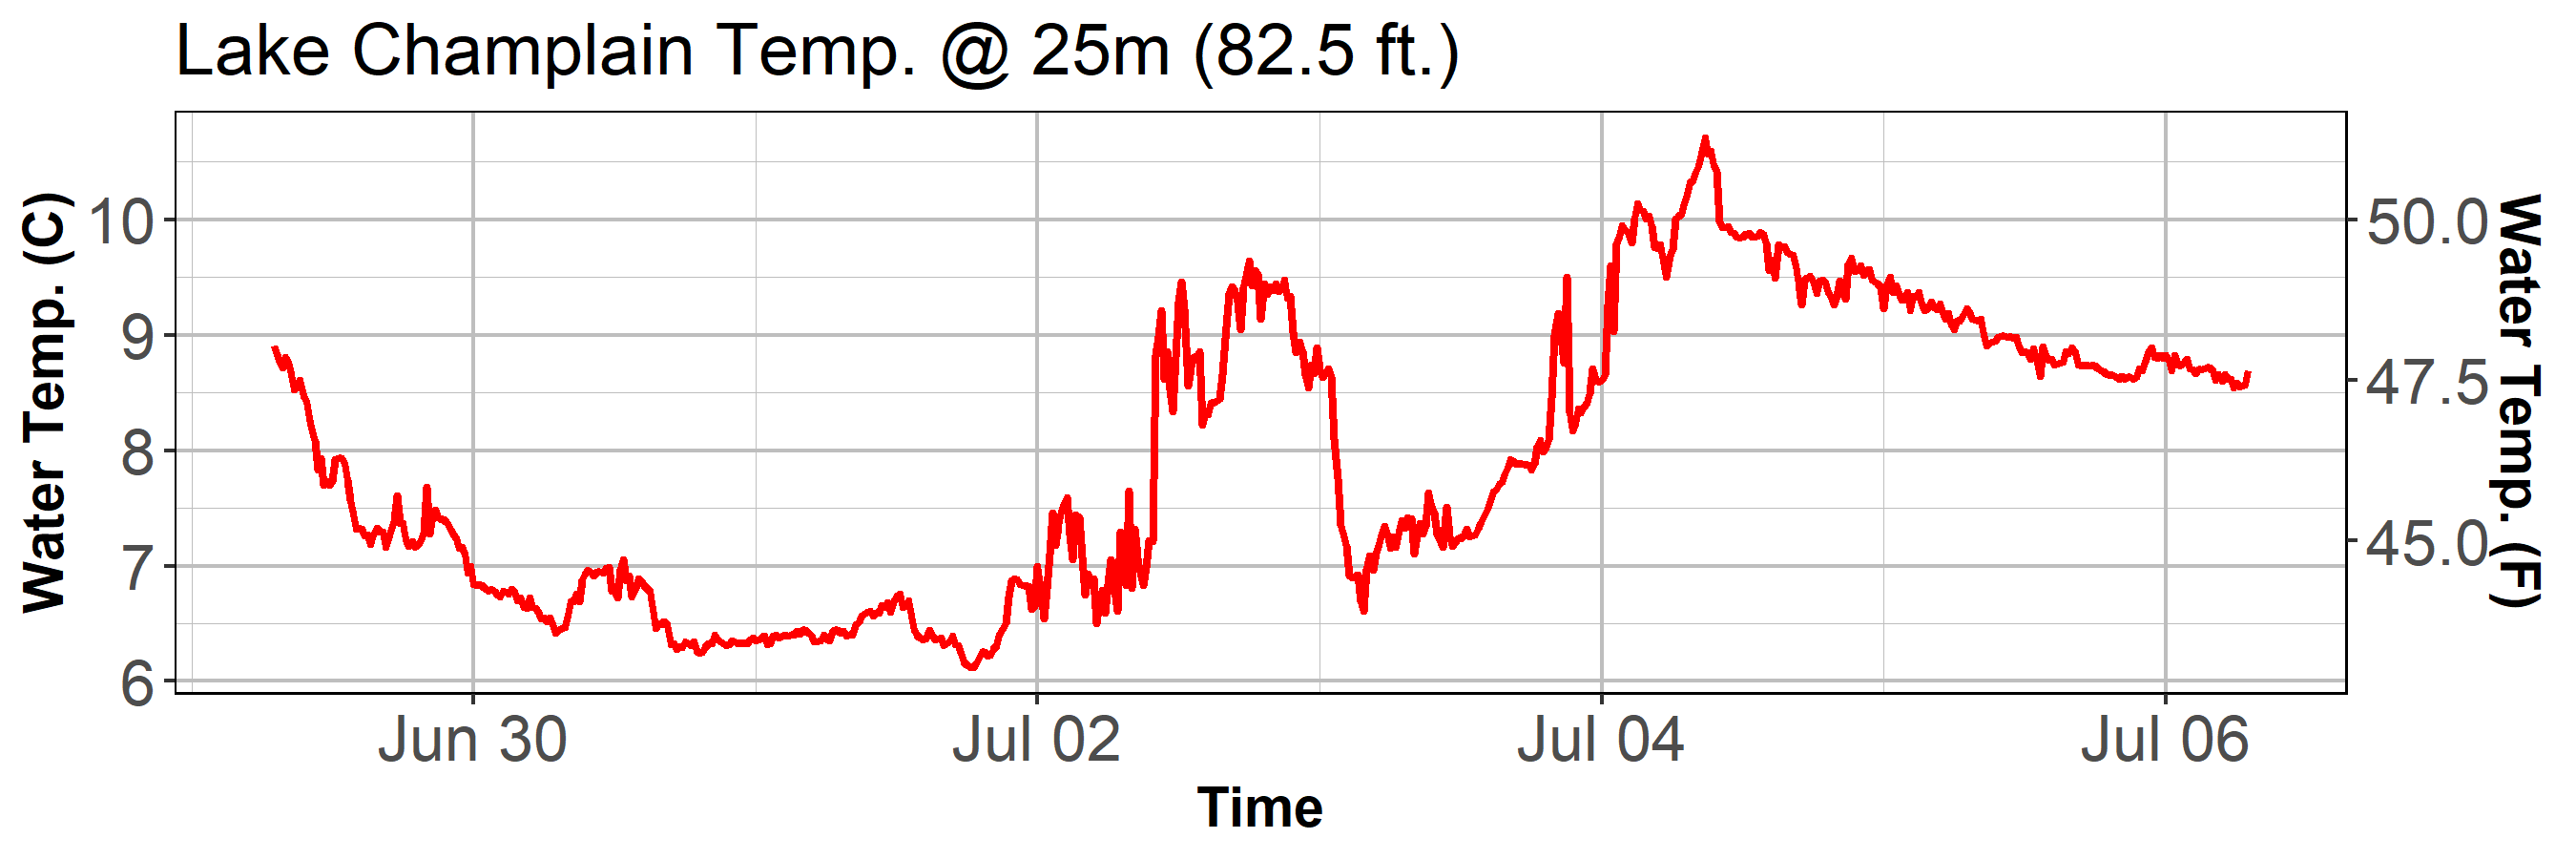 Lake Champlain Temp. @ 25m (82.5 ft.)
Water Temp. (C)
10
9
8
7
6
50.0
47.5
45.0
Water Temp. (F)
Jun 30
Jul 02
Jul 04
Jul 06
Time